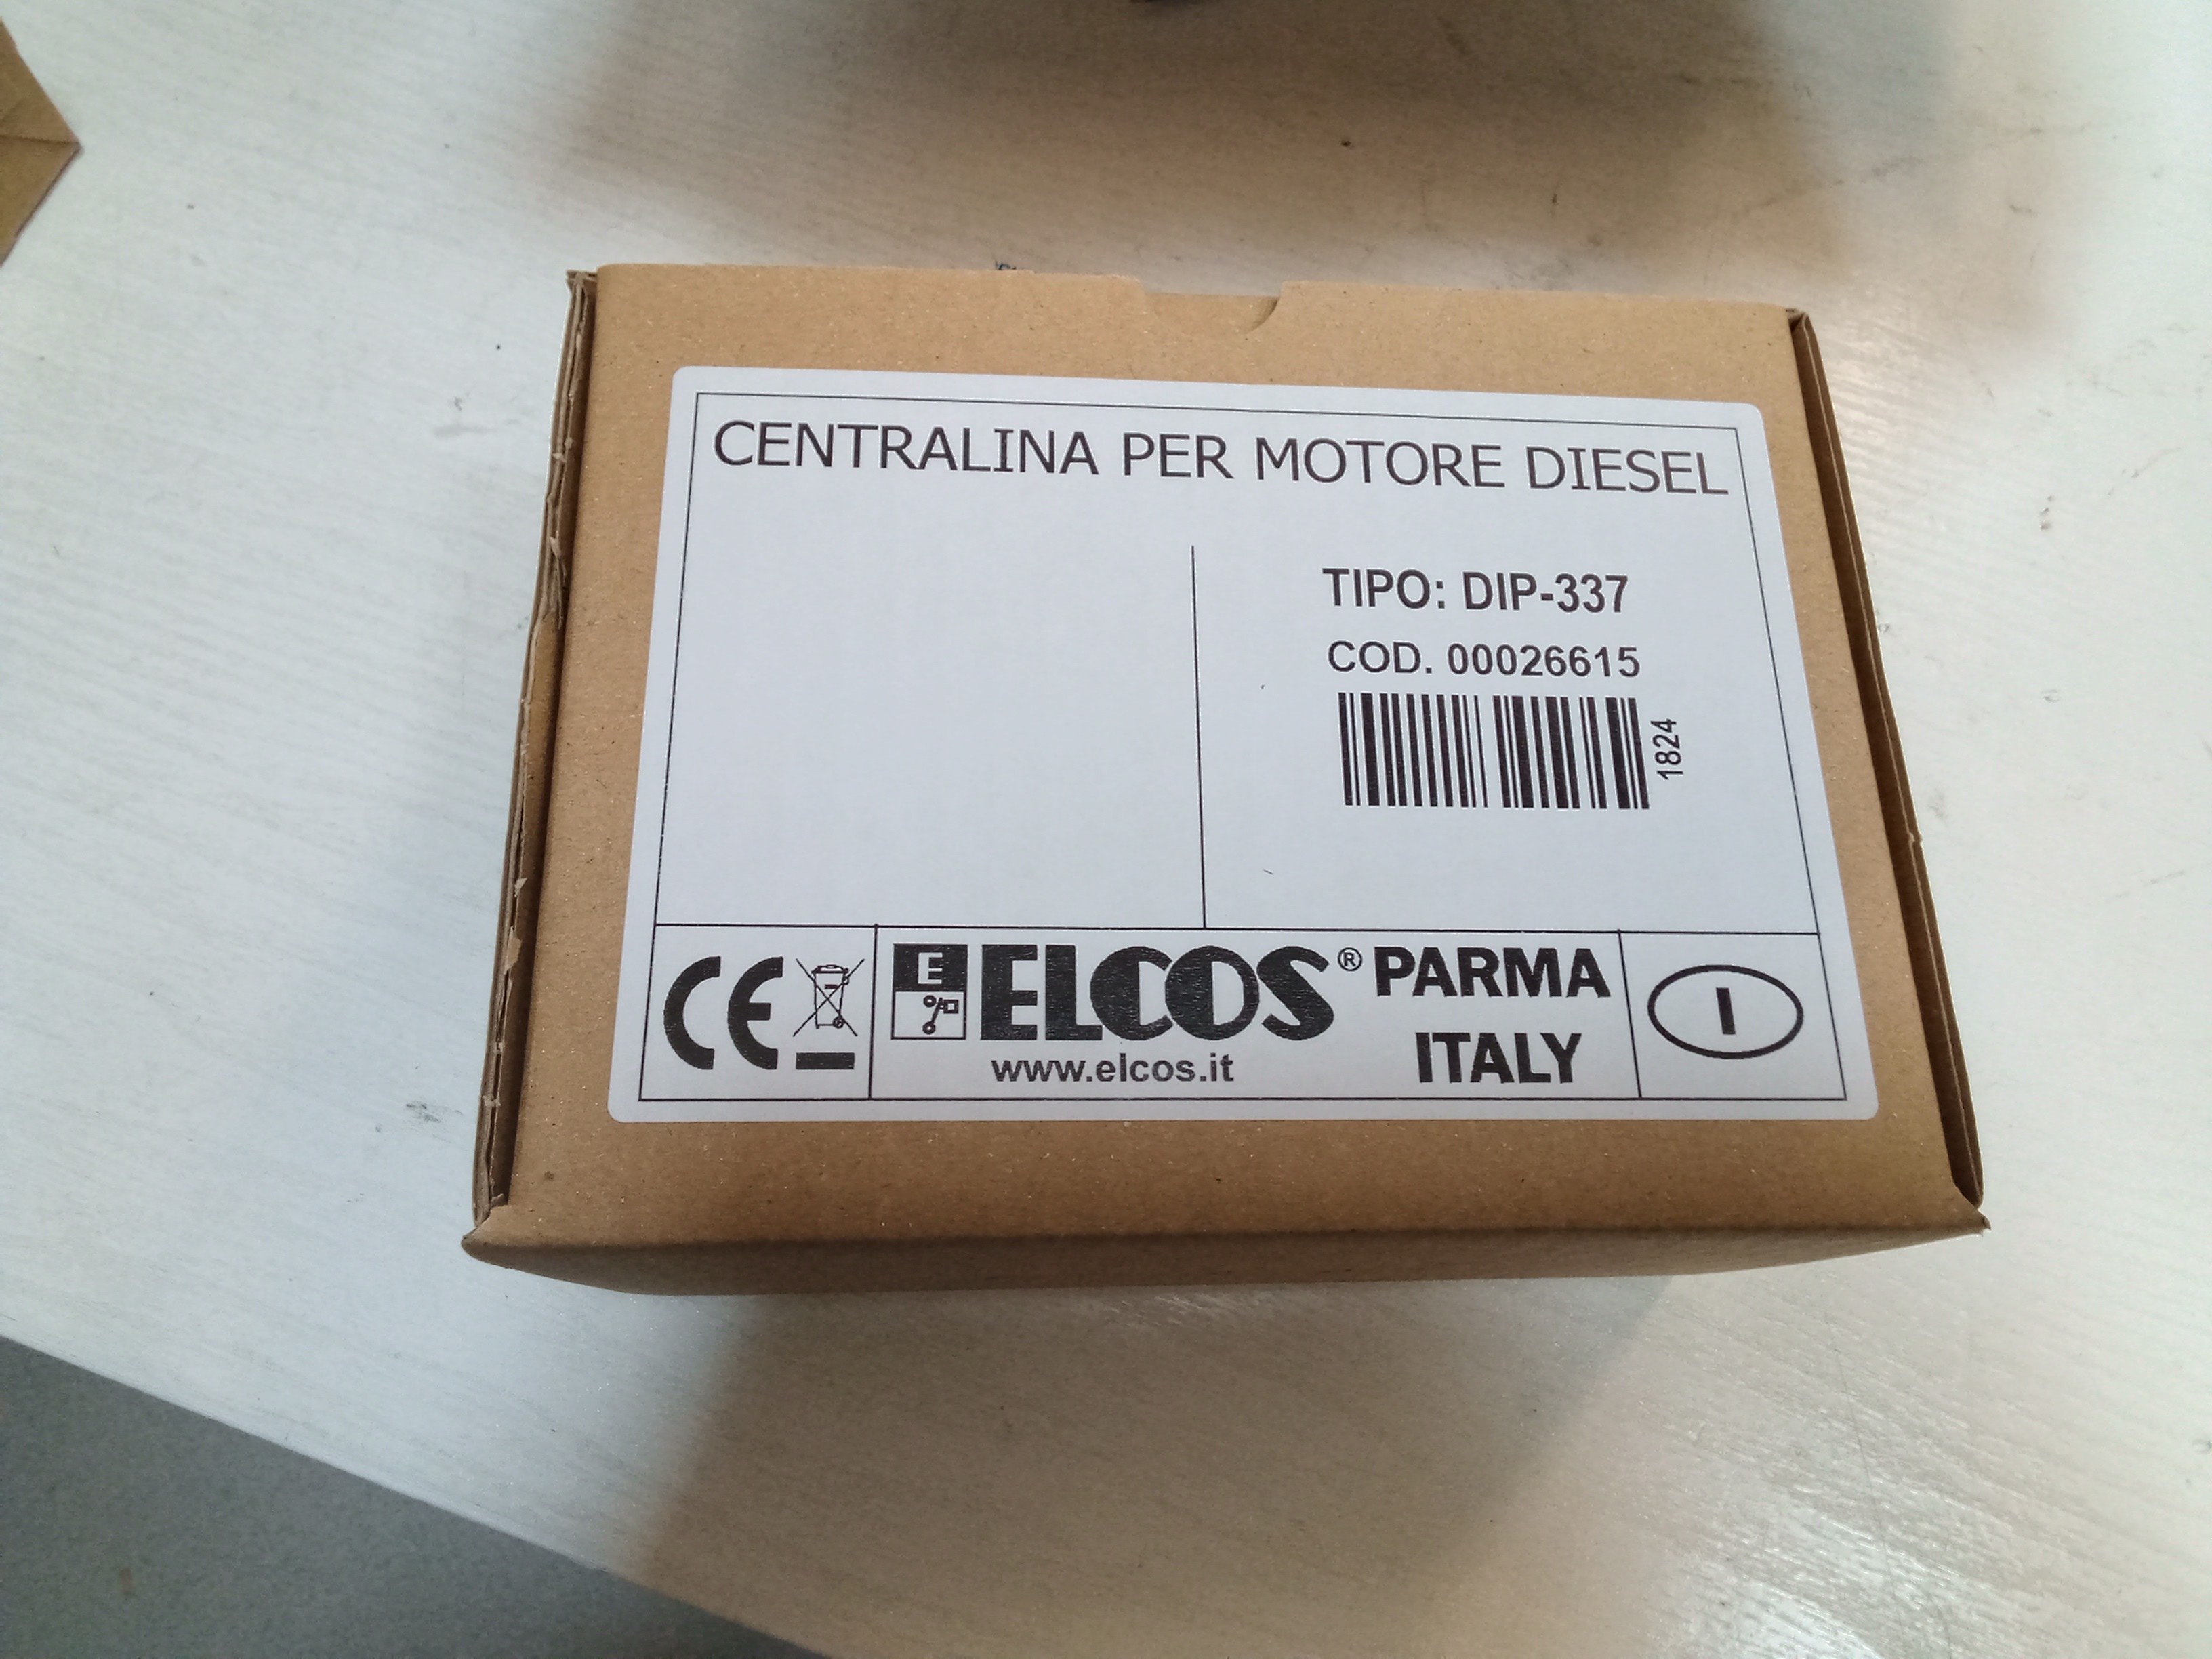 CENTRALINA PER MOTORE DIESEL
TIPO: DIP-337
COD. 00026615
1824
CE
E
ELCOS® PARMA
ITALY
www.elcos.it
I